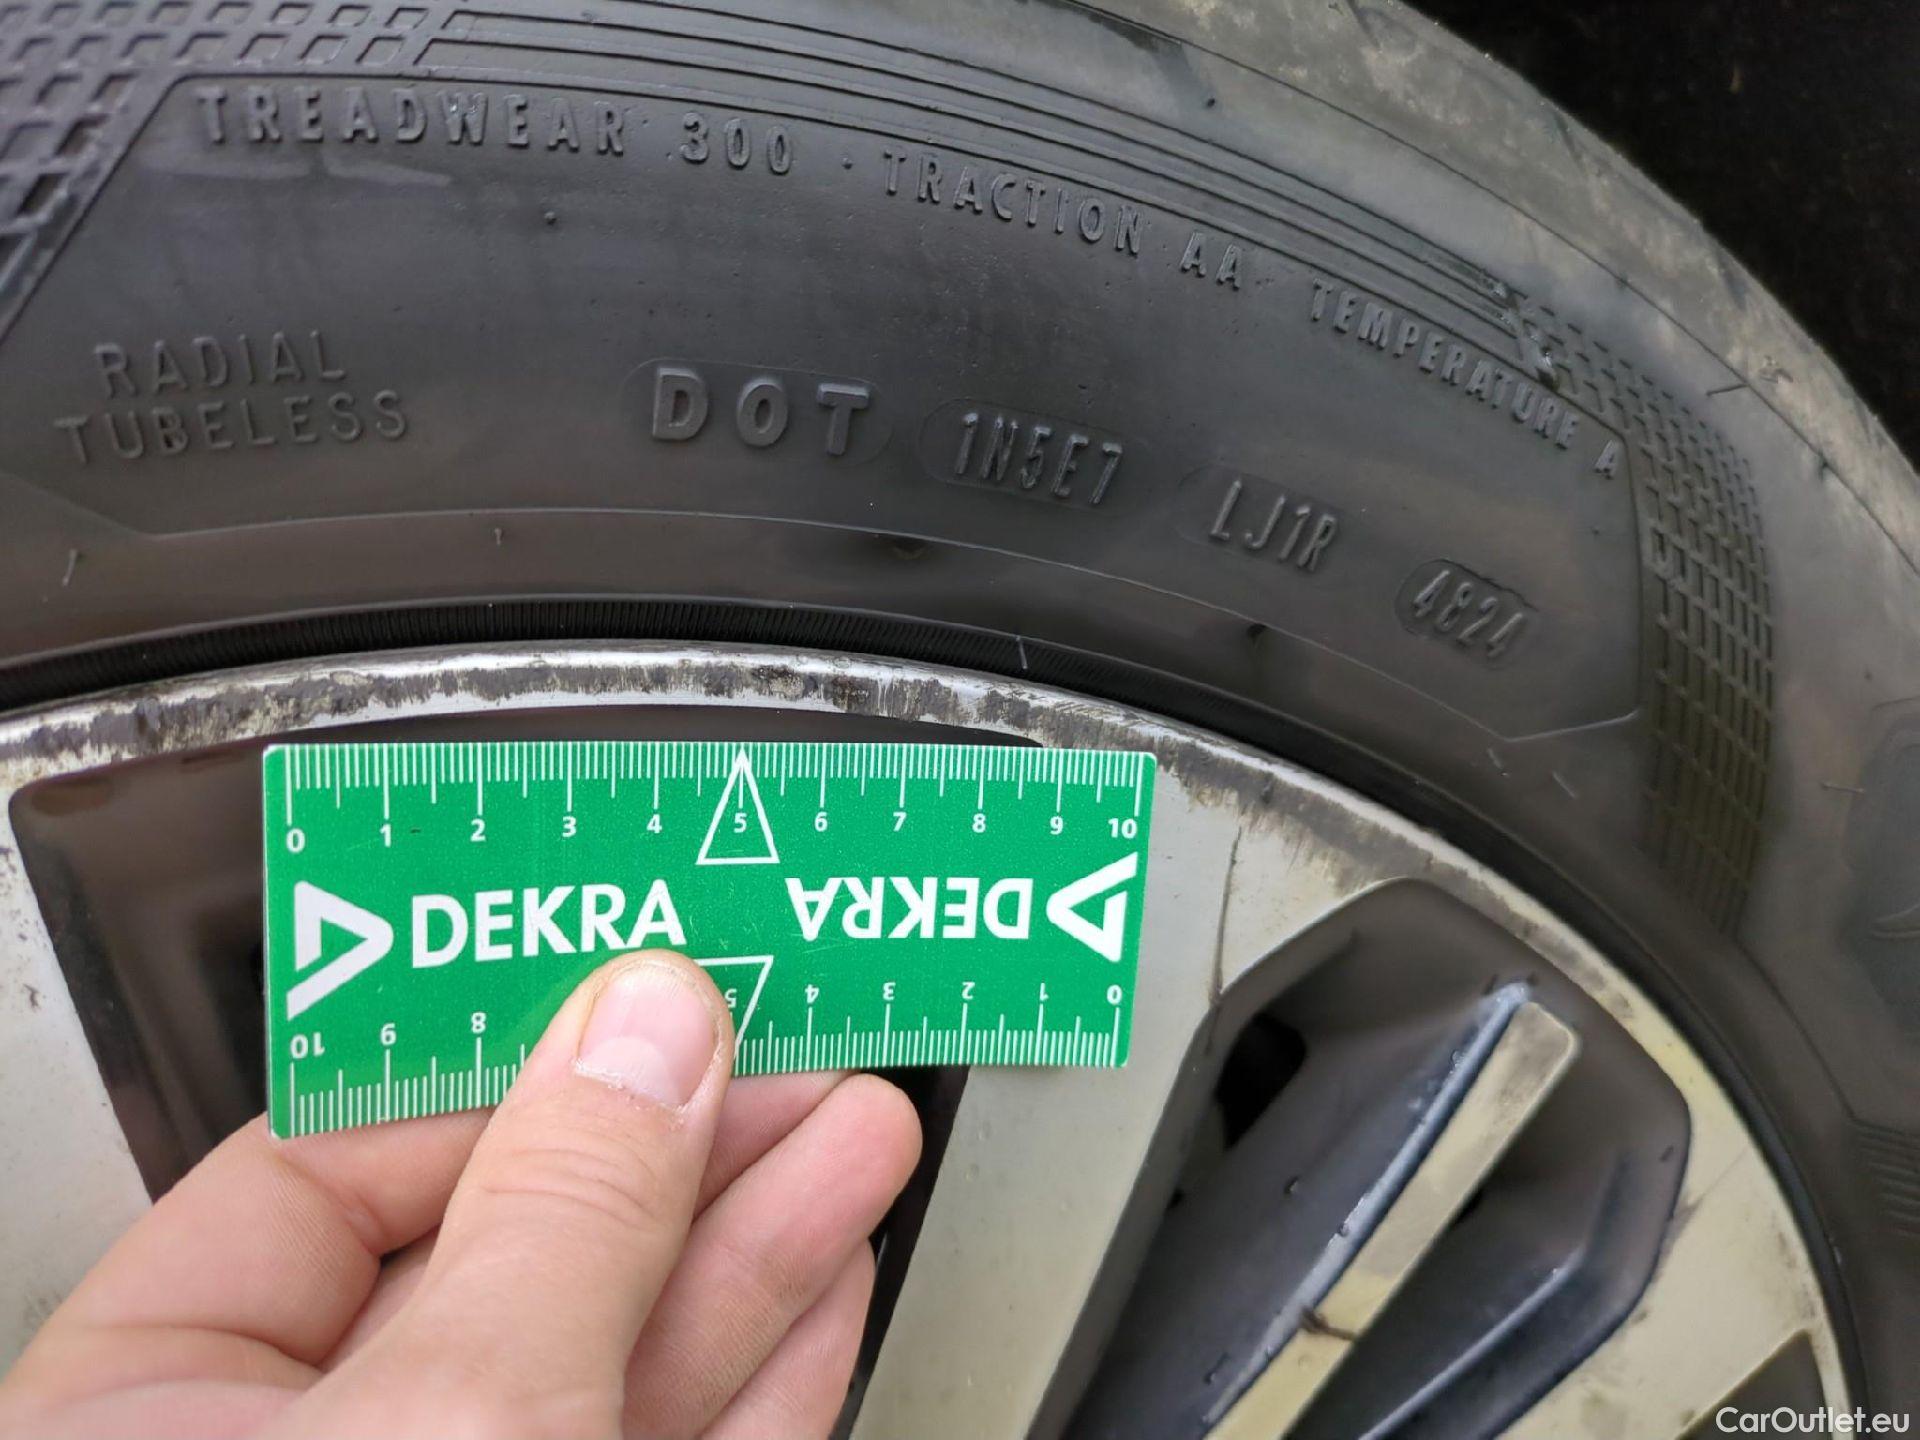 TREADWEAR 300 · TRACTION AA TEMPERATURE A
RADIAL
TUBELESS
DOT 1N5E7 LJ1R 4824
0 1 2 3 4 5 6 7 8 9 10
DEKRA
DEKRA
0 1 2 3 4 5 8 9 10
CarOutlet.eu